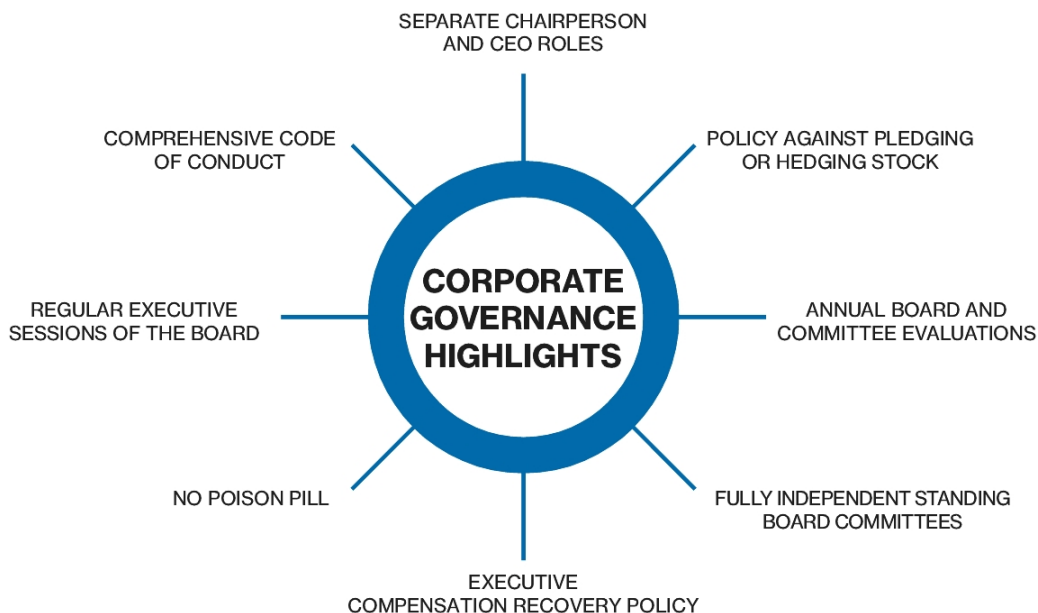 SEPARATE CHAIRPERSON
AND CEO ROLES
COMPREHENSIVE CODE
OF CONDUCT
POLICY AGAINST PLEDGING
OR HEDGING STOCK
CORPORATE
GOVERNANCE
HIGHLIGHTS
REGULAR EXECUTIVE
SESSIONS OF THE BOARD
ANNUAL BOARD AND
COMMITTEE EVALUATIONS
NO POISON PILL
FULLY INDEPENDENT STANDING
BOARD COMMITTEES
EXECUTIVE
COMPENSATION RECOVERY POLICY